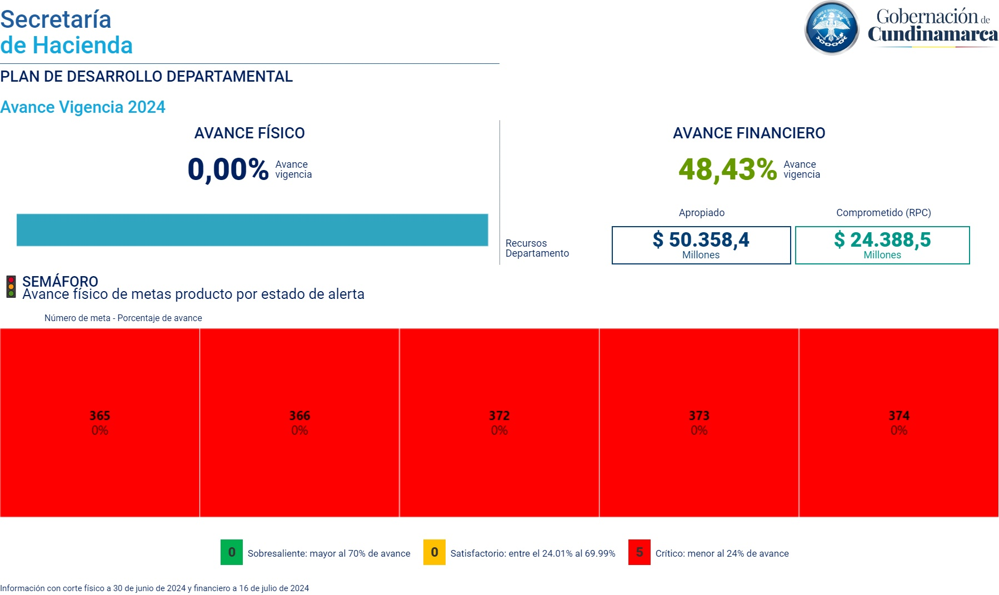 Secretaría
de Hacienda
Gobernación de
Cundinamarca
PLAN DE DESARROLLO DEPARTAMENTAL
Avance Vigencia 2024
AVANCE FÍSICO
0,00% Avance
vigencia
AVANCE FINANCIERO
48,43% Avance
vigencia
Apropiado
Comprometido (RPC)
Recursos
Departamento
$ 50.358,4
Millones
$ 24.388,5
Millones
SEMÁFORO
Avance físico de metas producto por estado de alerta
Número de meta - Porcentaje de avance
365
0%
366
0%
372
0%
373
0%
374
0%
0 Sobresaliente: mayor al 70% de avance
0 Satisfactorio: entre el 24.01% al 69.99%
5 Crítico: menor al 24% de avance
Información con corte físico a 30 de junio de 2024 y financiero a 16 de julio de 2024